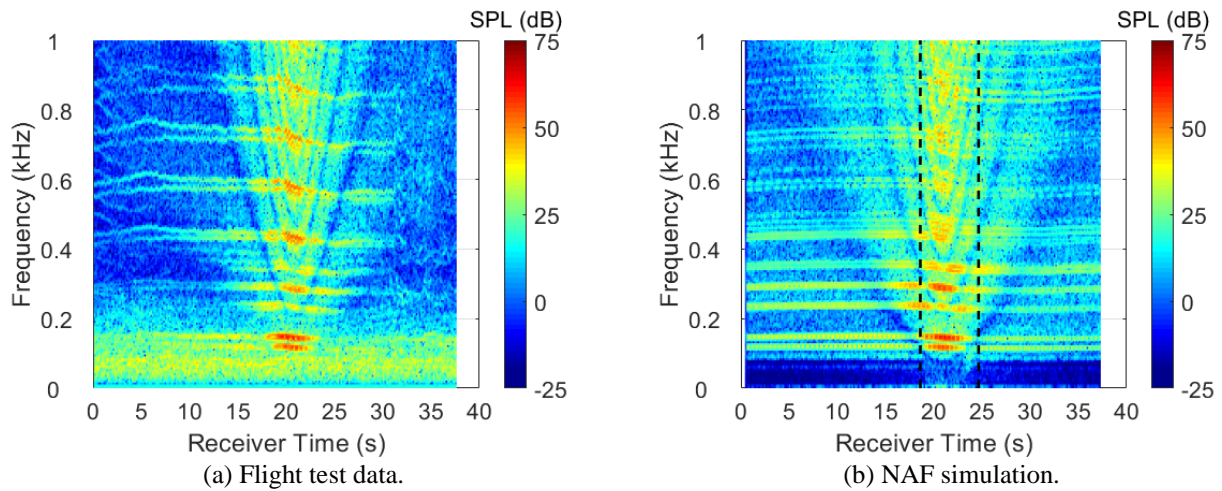 SPL (dB)
1
0.8
0.6
0.4
0.2
0
Frequency (kHz)
0 5 10 15 20 25 30 35 40
Receiver Time (s)
75
50
25
0
-25
(a) Flight test data.
SPL (dB)
1
0.8
0.6
0.4
0.2
0
Frequency (kHz)
0 5 10 15 20 25 30 35 40
Receiver Time (s)
75
50
25
0
-25
(b) NAF simulation.